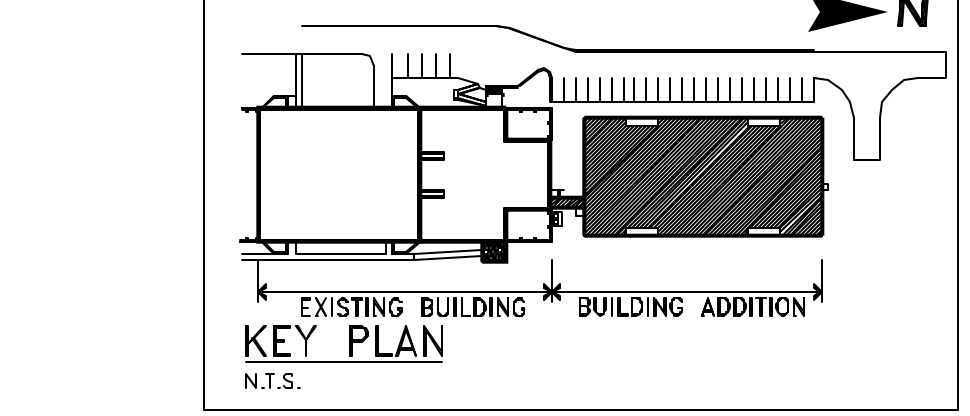 N
EXISTING BUILDING BUILDING ADDITION
KEY PLAN
N.T.S.